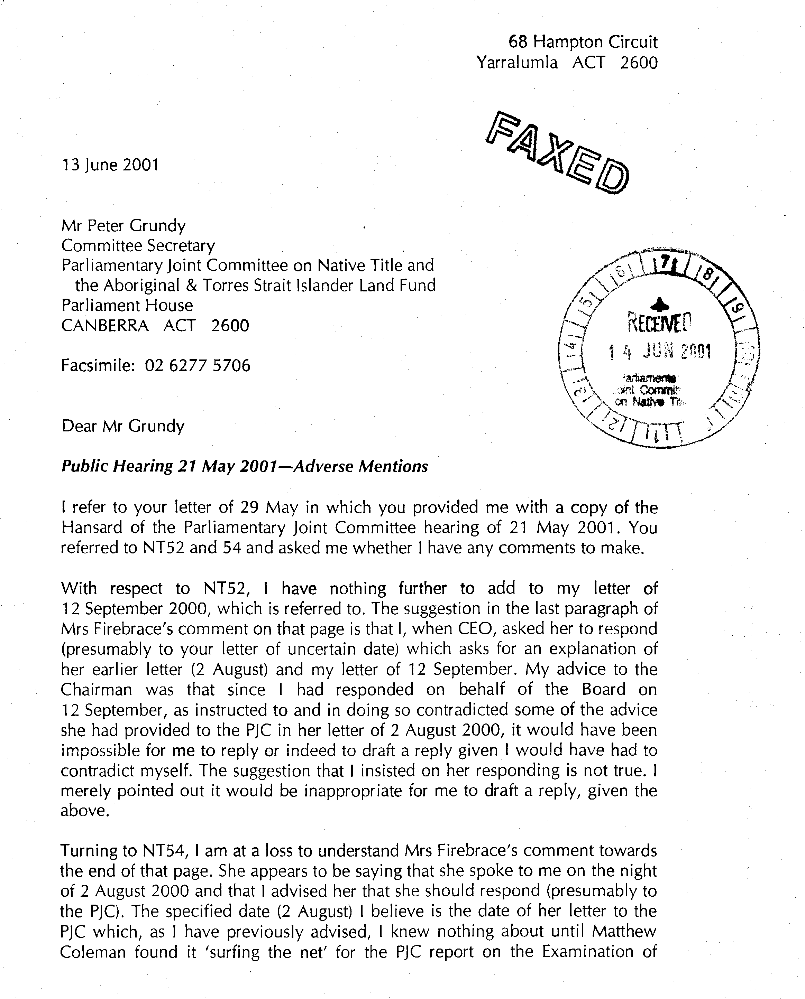 68 Hampton Circuit
Yarralumla ACT 2600
FAXED
13 June 2001
Mr Peter Grundy
Committee Secretary
Parliamentary Joint Committee on Native Title and
the Aboriginal & Torres Strait Islander Land Fund
Parliament House
CANBERRA ACT 2600
Facsimile: 02 6277 5706
RECEIVED
14 JUN 2001
on Native
Dear Mr Grundy
Public Hearing 21 May 2001—Adverse Mentions
I refer to your letter of 29 May in which you provided me with a copy of the
Hansard of the Parliamentary Joint Committee hearing of 21 May 2001. You
referred to NT52 and 54 and asked me whether I have any comments to make.
With respect to NT52, I have nothing further to add to my letter of
12 September 2000, which is referred to. The suggestion in the last paragraph of
Mrs Firebrace's comment on that page is that I, when CEO, asked her to respond
(presumably to your letter of uncertain date) which asks for an explanation of
her earlier letter (2 August) and my letter of 12 September. My advice to the
Chairman was that since I had responded on behalf of the Board on
12 September, as instructed to and in doing so contradicted some of the advice
she had provided to the PJC in her letter of 2 August 2000, it would have been
impossible for me to reply or indeed to draft a reply given I would have had to
contradict myself. The suggestion that I insisted on her responding is not true. I
merely pointed out it would be inappropriate for me to draft a reply, given the
above.
Turning to NT54, I am at a loss to understand Mrs Firebrace's comment towards
the end of that page. She appears to be saying that she spoke to me on the night
of 2 August 2000 and that I advised her that she should respond (presumably to
the PJC). The specified date (2 August) I believe is the date of her letter to the
PJC which, as I have previously advised, I knew nothing about until Matthew
Coleman found it 'surfing the net' for the PJC report on the Examination of